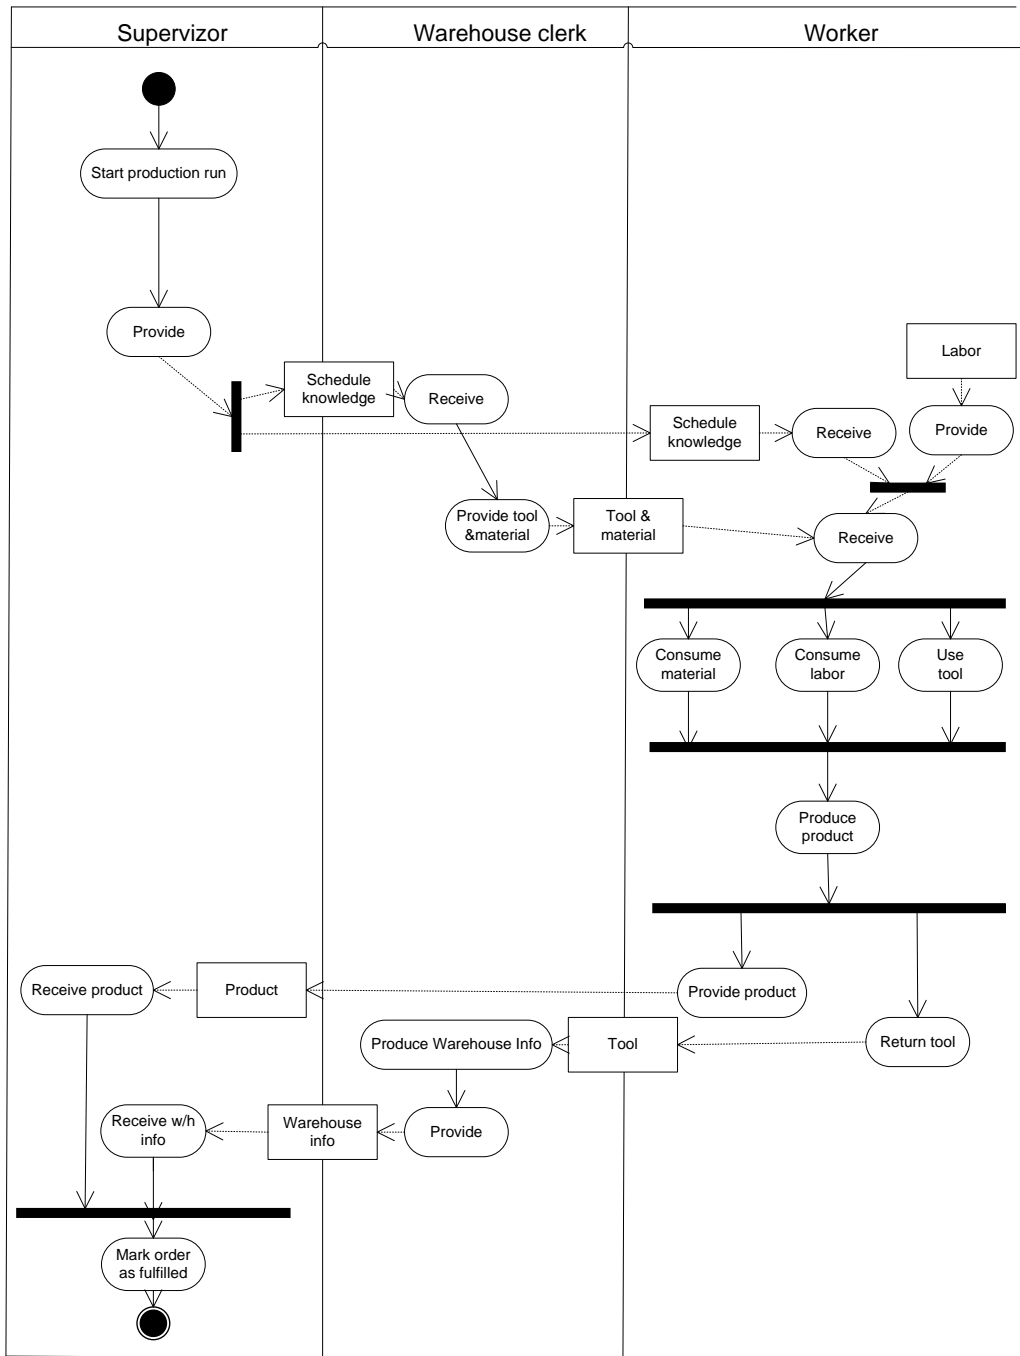 Supervizor
Warehouse clerk
Worker
Start production run
Provide
Labor
Schedule
knowledge
Receive
Schedule
knowledge
Receive
Provide
Provide tool
&material
Tool &
material
Receive
Consume
material
Consume
labor
Use
tool
Produce
product
Receive product
Product
Provide product
Produce Warehouse Info
Tool
Return tool
Receive w/h
info
Warehouse
info
Provide
Mark order
as fulfilled